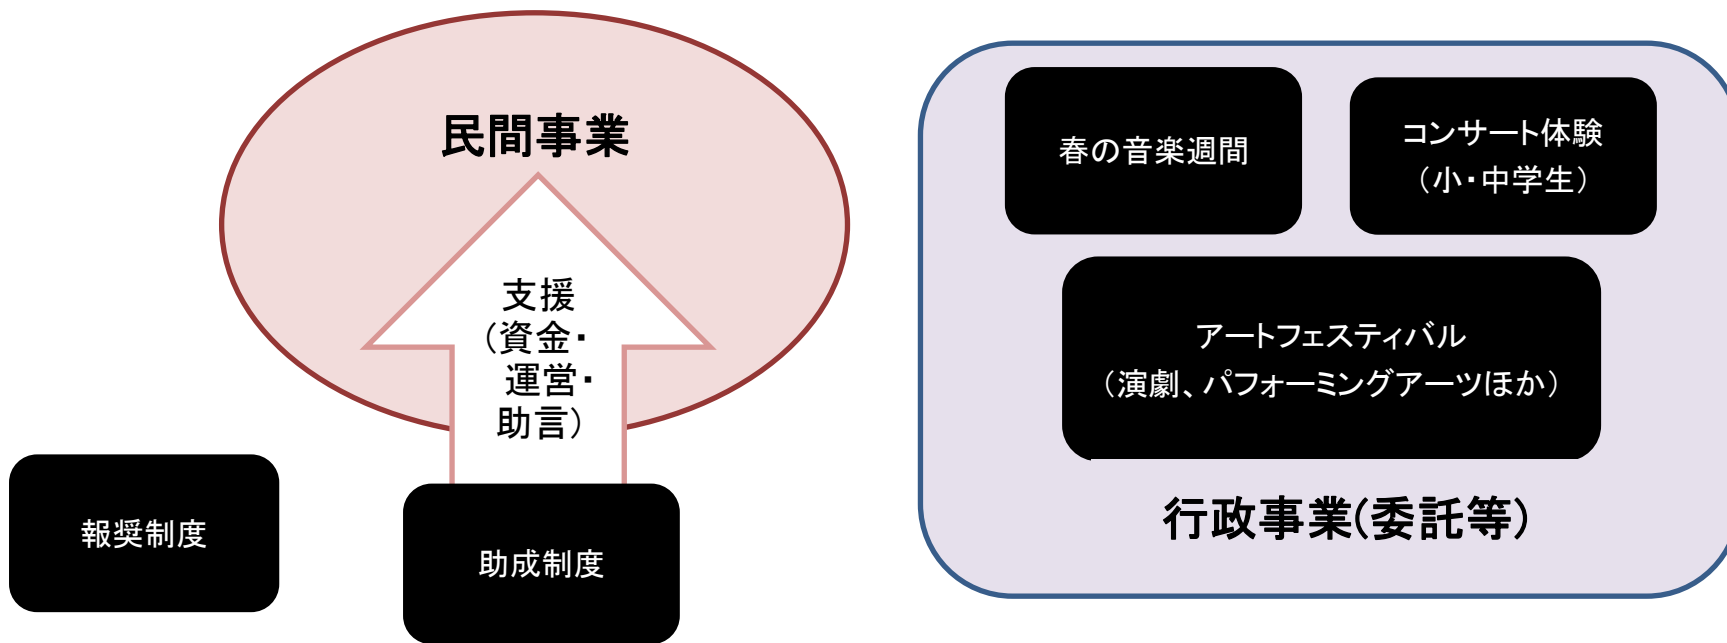 民間事業
支援
（資金・
運営・
助言）
報奨制度
助成制度
春の音楽週間
コンサート体験
（小・中学生）
アートフェスティバル
（演劇、パフォーミングアーツほか）
行政事業(委託等)